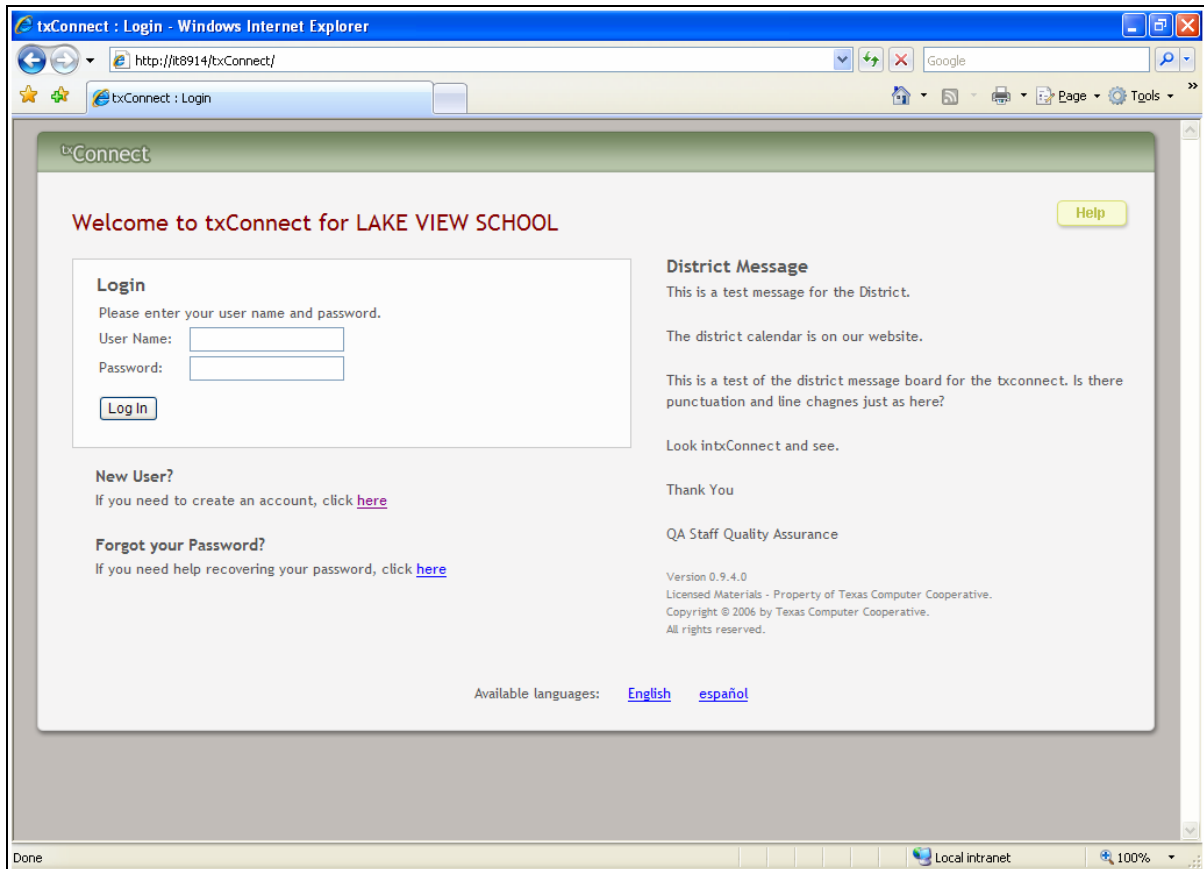 txConnect : Login - Windows Internet Explorer
http://it8914/txConnect/
Google
txConnect : Login
Page
Tools
txConnect
Welcome to txConnect for LAKE VIEW SCHOOL
Help
Login
Please enter your user name and password.
User Name:
Password:
Log In
New User?
If you need to create an account, click here
Forgot your Password?
If you need help recovering your password, click here
District Message
This is a test message for the District.
The district calendar is on our website.
This is a test of the district message board for the txconnect. Is there
punctuation and line chagnes just as here?
Look intxConnect and see.
Thank You
QA Staff Quality Assurance
Version 0.9.4.0
Licensed Materials - Property of Texas Computer Cooperative.
Copyright © 2006 by Texas Computer Cooperative.
All rights reserved.
Available languages: English español
Done
Local intranet
100%